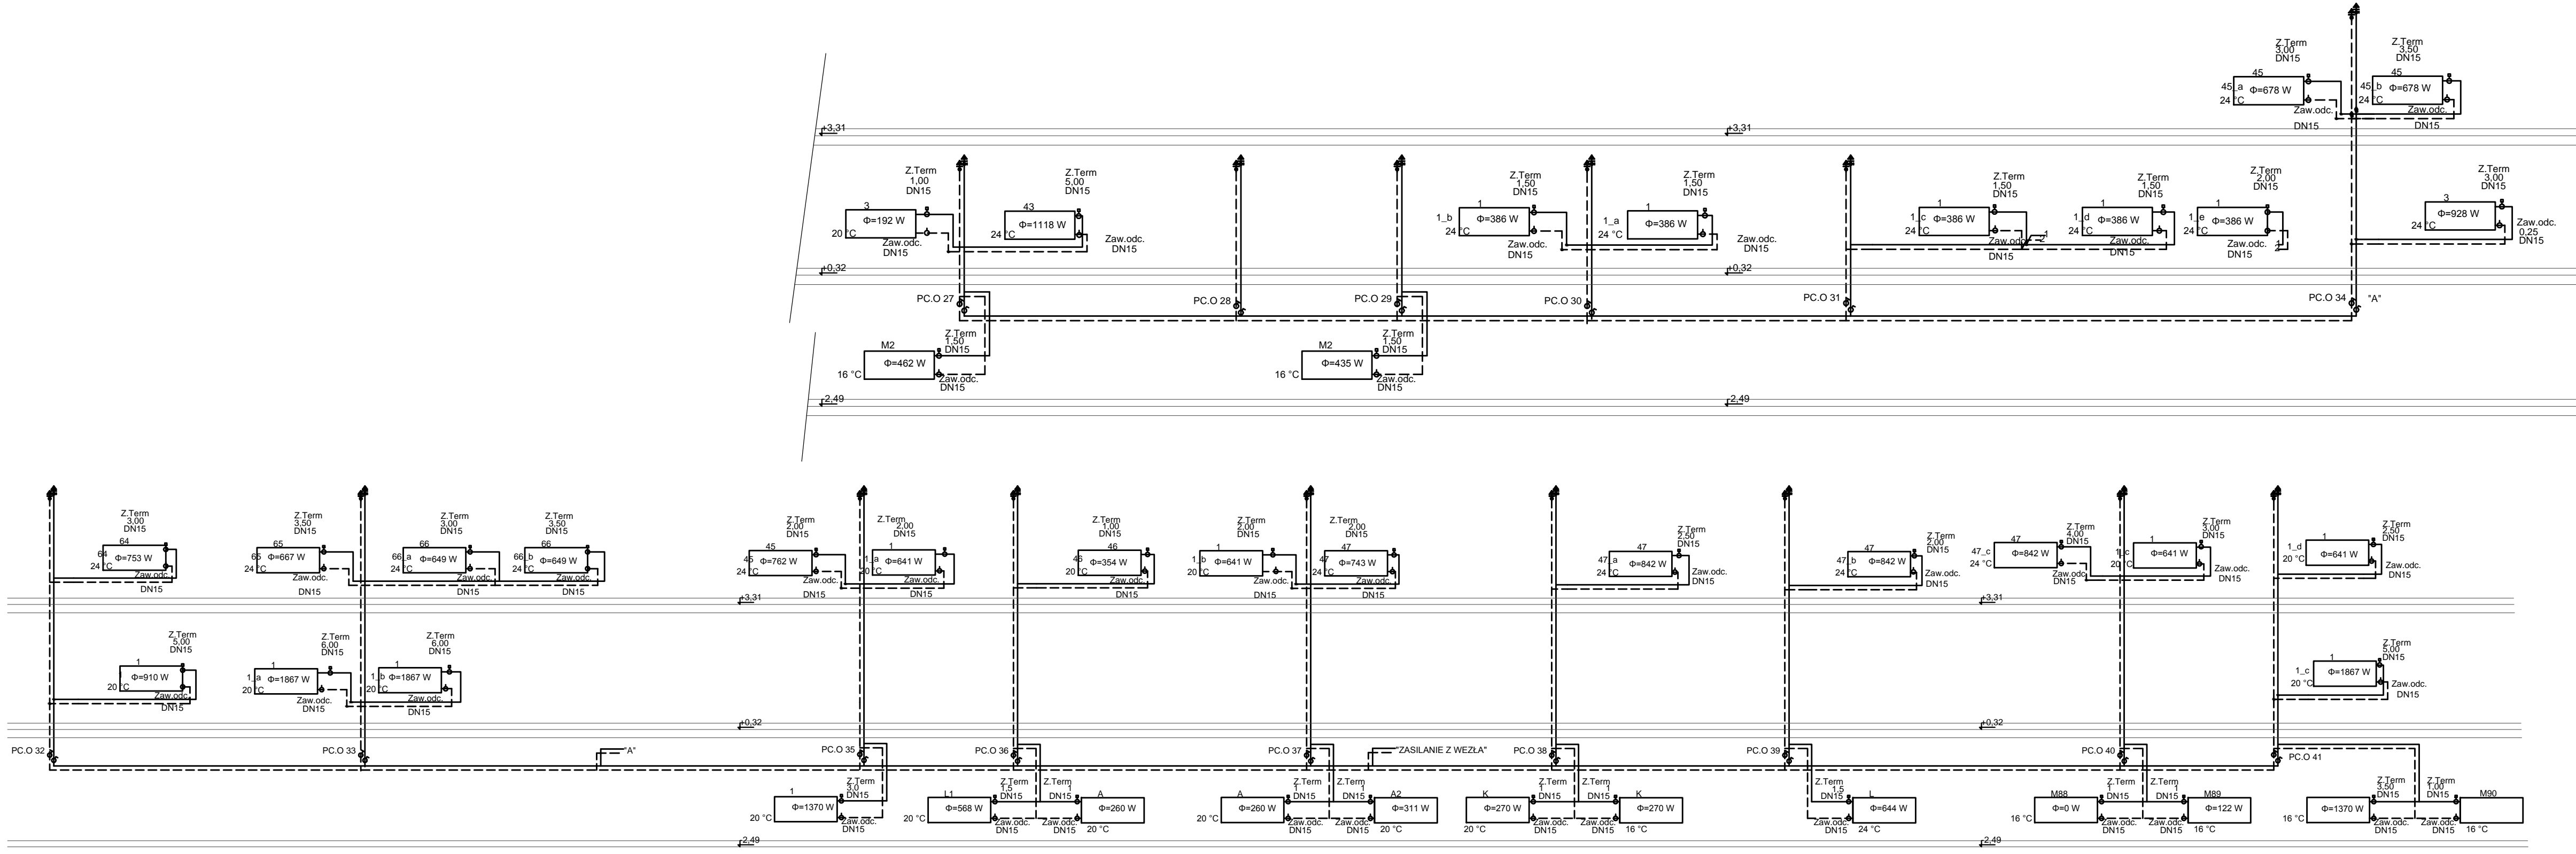 Z.Term
3,00
DN15
45
45_a
Φ=678 W
24 °C
Zaw.odc.
DN15
Z.Term
3,50
DN15
45
45_b
Φ=678 W
24 °C
Zaw.odc.
DN15
+3,31
+3,31
Z.Term
1,00
DN15
3
Φ=192 W
20 °C
Zaw.odc.
DN15
Z.Term
5,00
DN15
43
Φ=1118 W
24 °C
Zaw.odc.
DN15
Z.Term
1,50
DN15
1
1_b
Φ=386 W
24 °C
Zaw.odc.
DN15
Z.Term
1,50
DN15
1
1_a
Φ=386 W
24 °C
Zaw.odc.
DN15
Z.Term
1,50
DN15
1
1_c
Φ=386 W
24 °C
Zaw.odc.
DN15
1
2
Z.Term
1,50
DN15
1
1_d
Φ=386 W
24 °C
Zaw.odc.
DN15
Z.Term
2,00
DN15
1
1_e
Φ=386 W
24 °C
Zaw.odc.
DN15
1
2
Z.Term
3,00
DN15
3
Φ=928 W
24 °C
Zaw.odc.
0,25
DN15
+0,32
+0,32
PC.O 27
PC.O 28
PC.O 29
PC.O 30
PC.O 31
PC.O 34
"A"
Z.Term
1,50
DN15
M2
Φ=462 W
16 °C
Zaw.odc.
DN15
Z.Term
1,50
DN15
M2
Φ=435 W
16 °C
Zaw.odc.
DN15
-2,49
-2,49
Z.Term
3,00
DN15
64
64
Φ=753 W
24 °C
Zaw.odc.
DN15
Z.Term
3,50
DN15
65
65
Φ=667 W
24 °C
Zaw.odc.
DN15
Z.Term
3,00
DN15
66
66_a
Φ=649 W
24 °C
Zaw.odc.
DN15
Z.Term
3,50
DN15
66
66_b
Φ=649 W
24 °C
Zaw.odc.
DN15
Z.Term
2,00
DN15
45
45
Φ=762 W
24 °C
Zaw.odc.
DN15
Z.Term
2,00
DN15
1
1_a
Φ=641 W
20 °C
Zaw.odc.
DN15
Z.Term
1,00
DN15
46
46
Φ=354 W
20 °C
Zaw.odc.
DN15
Z.Term
2,00
DN15
1
1_b
Φ=641 W
20 °C
Zaw.odc.
DN15
Z.Term
2,00
DN15
47
47
Φ=743 W
24 °C
Zaw.odc.
DN15
Z.Term
2,50
DN15
47
47_a
Φ=842 W
24 °C
Zaw.odc.
DN15
Z.Term
2,00
DN15
47
47_b
Φ=842 W
24 °C
Zaw.odc.
DN15
Z.Term
4,00
DN15
47
47_c
Φ=842 W
24 °C
Zaw.odc.
DN15
Z.Term
3,00
DN15
1
1_c
Φ=641 W
20 °C
Zaw.odc.
DN15
Z.Term
2,50
DN15
1
1_d
Φ=641 W
20 °C
Zaw.odc.
DN15
+3,31
+3,31
Z.Term
5,00
DN15
1
Φ=910 W
20 °C
Zaw.odc.
DN15
Z.Term
6,00
DN15
1
1_a
Φ=1867 W
20 °C
Zaw.odc.
DN15
Z.Term
6,00
DN15
1
1_b
Φ=1867 W
20 °C
Zaw.odc.
DN15
Z.Term
5,00
DN15
1
1_c
Φ=1867 W
20 °C
Zaw.odc.
DN15
+0,32
+0,32
PC.O 32
PC.O 33
"A"
PC.O 35
PC.O 36
PC.O 37
"ZASILANIE Z WEZŁA"
PC.O 38
PC.O 39
PC.O 40
PC.O 41
Z.Term
3,0
DN15
1
Φ=1370 W
20 °C
Zaw.odc.
DN15
Z.Term
1,5
DN15
L1
Φ=568 W
20 °C
Zaw.odc.
DN15
Z.Term
1
DN15
A
Φ=260 W
20 °C
Zaw.odc.
DN15
Z.Term
1
DN15
A
Φ=260 W
20 °C
Zaw.odc.
DN15
Z.Term
1
DN15
A2
Φ=311 W
20 °C
Zaw.odc.
DN15
Z.Term
1
DN15
K
Φ=270 W
20 °C
Zaw.odc.
DN15
Z.Term
1
DN15
K
Φ=270 W
16 °C
Zaw.odc.
DN15
Z.Term
1,5
DN15
L
Φ=644 W
24 °C
Zaw.odc.
DN15
Z.Term
1
DN15
M88
Φ=0 W
16 °C
Zaw.odc.
DN15
Z.Term
1
DN15
M89
Φ=122 W
16 °C
Zaw.odc.
DN15
Z.Term
3,50
DN15
Φ=1370 W
16 °C
Zaw.odc.
DN15
Z.Term
1,00
DN15
M90
16 °C
Zaw.odc.
DN15
-2,49
-2,49